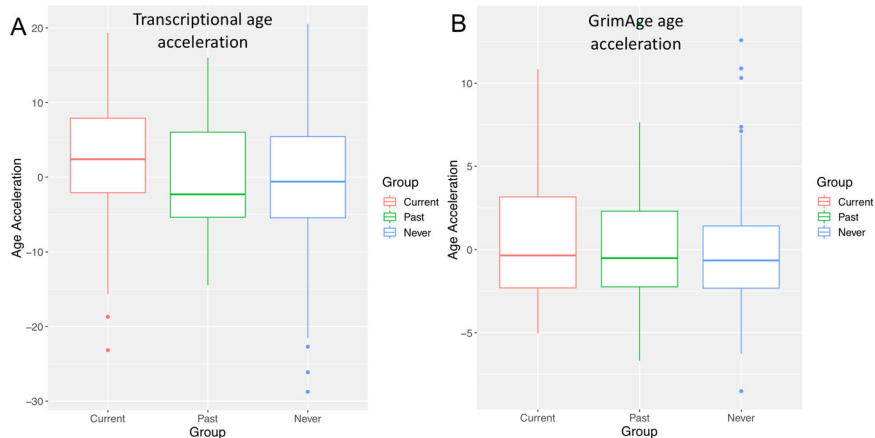 A
Transcriptional age
acceleration
20
10
0
−10
−20
−30
Age Acceleration
Current
Past
Never
Group
Group
Current
Past
Never
B
GrimAge age
acceleration
10
5
0
−5
Age Acceleration
Current
Past
Never
Group
Group
Current
Past
Never